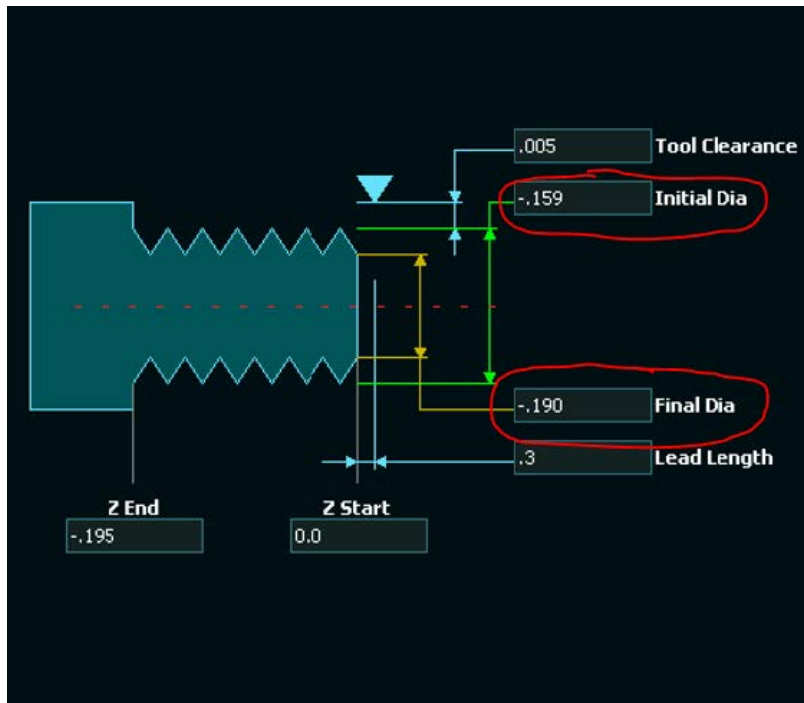 .005 Tool Clearance
-.159 Initial Dia
-.190 Final Dia
.3 Lead Length
Z End Z Start
-.195 0.0